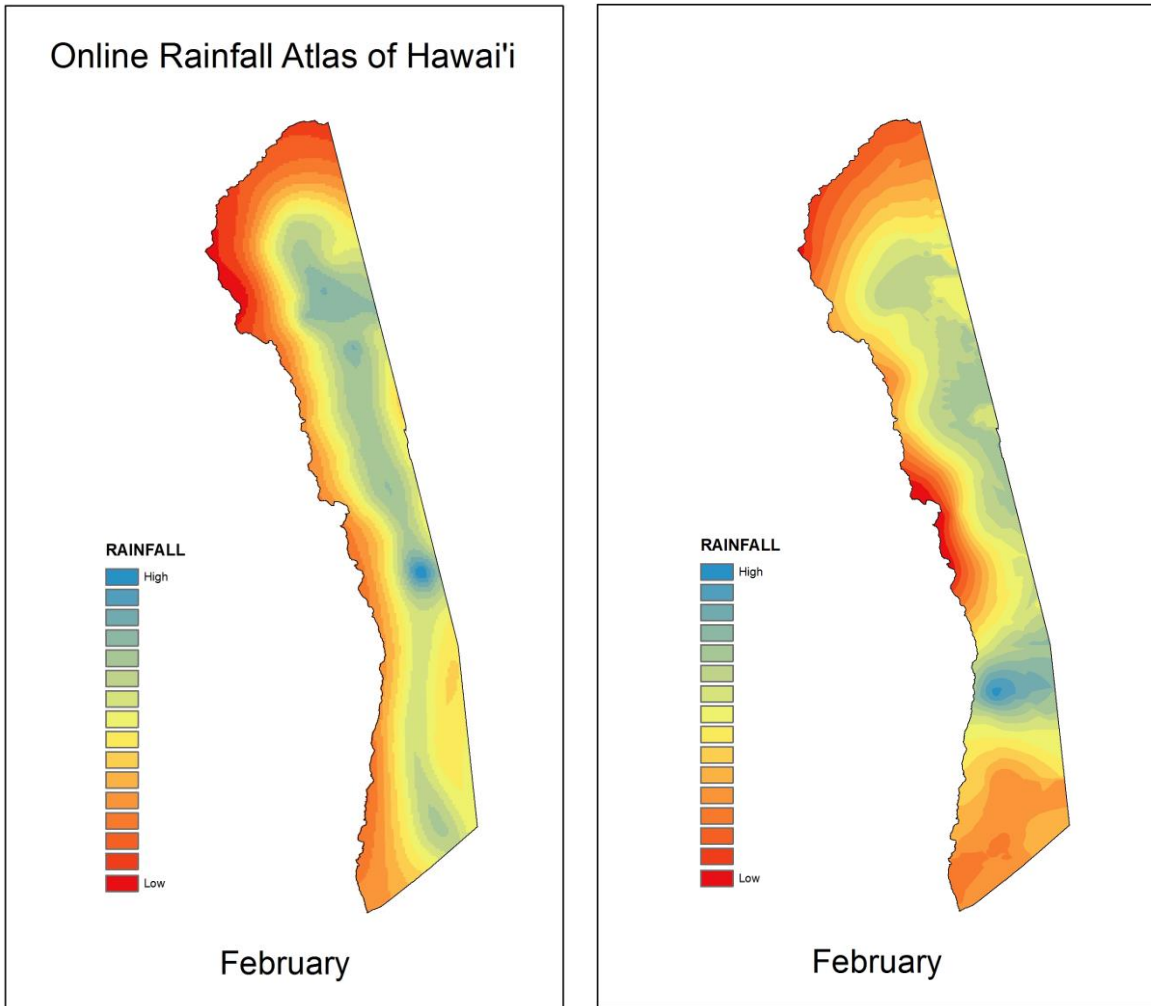 Online Rainfall Atlas of Hawai'i
RAINFALL
High
Low
February
RAINFALL
High
Low
February